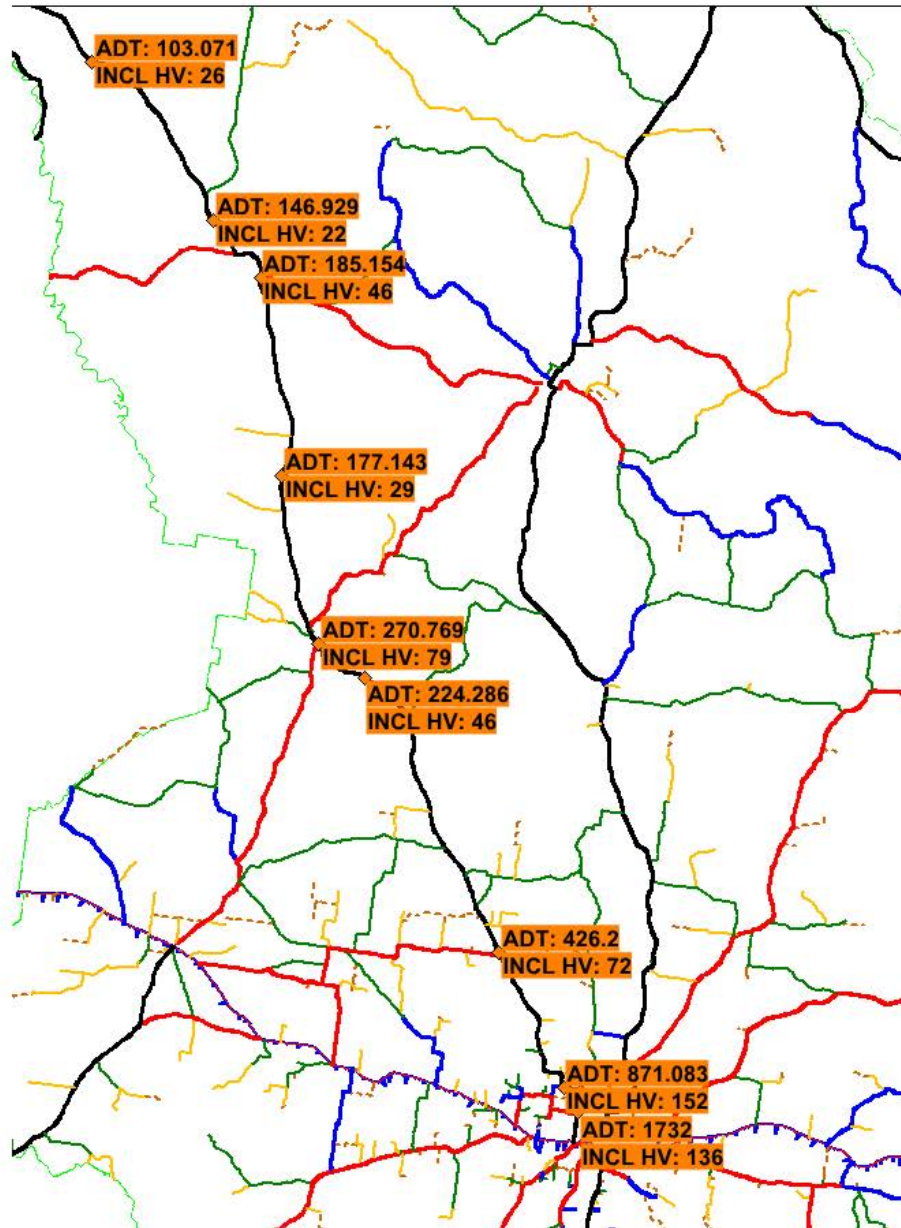 ADT: 103.071
INCL HV: 26
ADT: 146.929
INCL HV: 22
ADT: 185.154
INCL HV: 46
ADT: 177.143
INCL HV: 29
ADT: 270.769
INCL HV: 79
ADT: 224.286
INCL HV: 46
ADT: 426.2
INCL HV: 72
ADT: 871.083
INCL HV: 152
ADT: 1732
INCL HV: 136